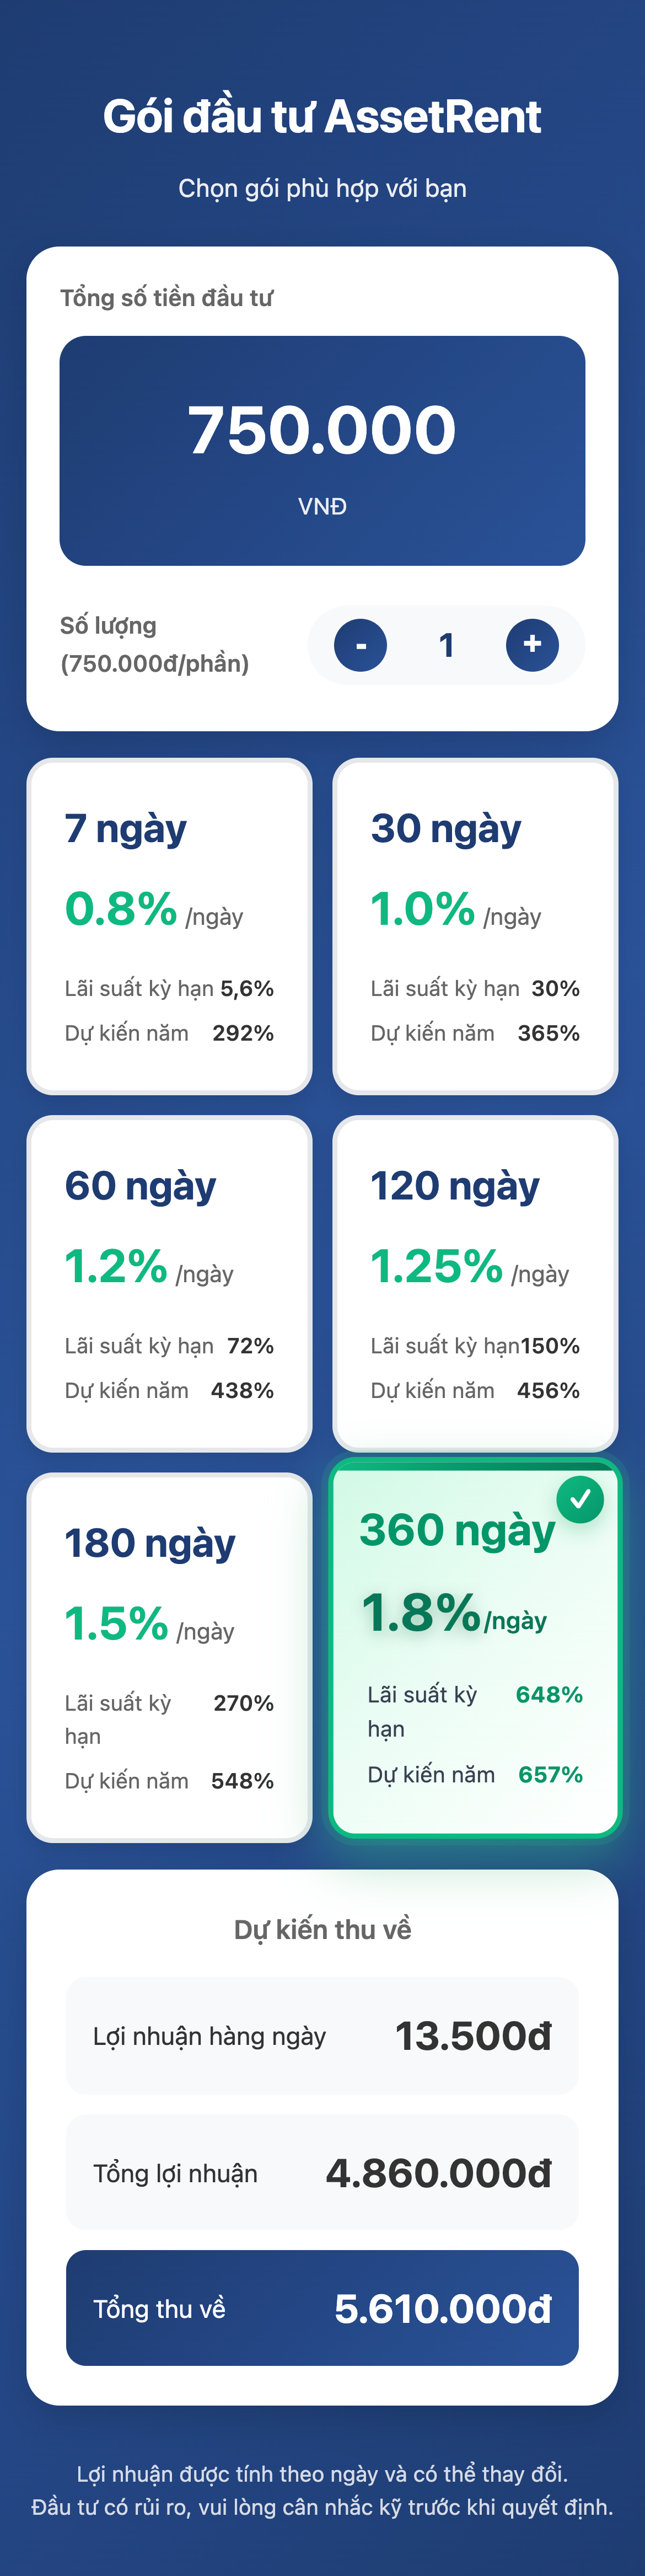 Gói đầu tư AssetRent
Chọn gói phù hợp với bạn
Tổng số tiền đầu tư
750.000
VNĐ
Số lượng
(750.000đ/phần)
- 1 +
7 ngày
0.8% /ngày
Lãi suất kỳ hạn 5,6%
Dự kiến năm 292%
30 ngày
1.0% /ngày
Lãi suất kỳ hạn 30%
Dự kiến năm 365%
60 ngày
1.2% /ngày
Lãi suất kỳ hạn 72%
Dự kiến năm 438%
120 ngày
1.25% /ngày
Lãi suất kỳ hạn 150%
Dự kiến năm 456%
180 ngày
1.5% /ngày
Lãi suất kỳ 270%
hạn
Dự kiến năm 548%
360 ngày
1.8% /ngày
Lãi suất kỳ 648%
hạn
Dự kiến năm 657%
Dự kiến thu về
Lợi nhuận hàng ngày 13.500đ
Tổng lợi nhuận 4.860.000đ
Tổng thu về 5.610.000đ
Lợi nhuận được tính theo ngày và có thể thay đổi.
Đầu tư có rủi ro, vui lòng cân nhắc kỹ trước khi quyết định.